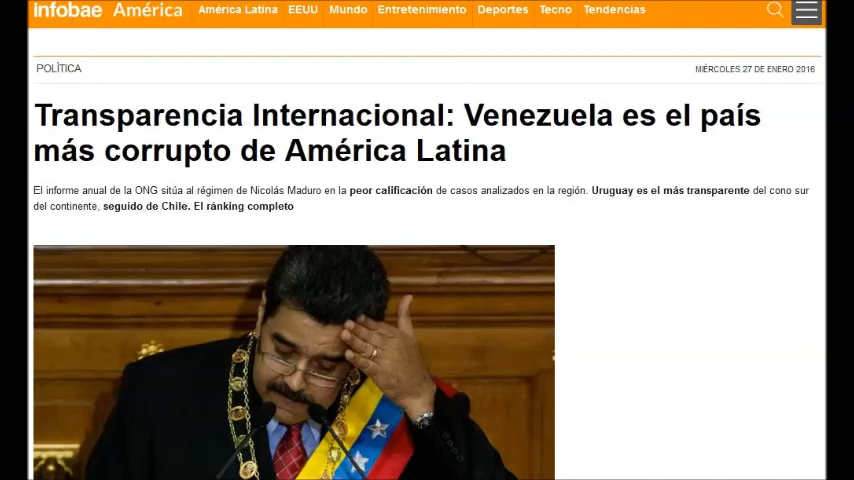 infobae América América Latina EEUU Mundo Entretenimiento Deportes Tecno Tendencias
POLÍTICA
MIÉRCOLES 27 DE ENERO 2016
Transparencia Internacional: Venezuela es el país
más corrupto de América Latina
El informe anual de la ONG sitúa al régimen de Nicolás Maduro en la peor calificación de casos analizados en la región. Uruguay es el más transparente del cono sur
del continente, seguido de Chile. El ránking completo